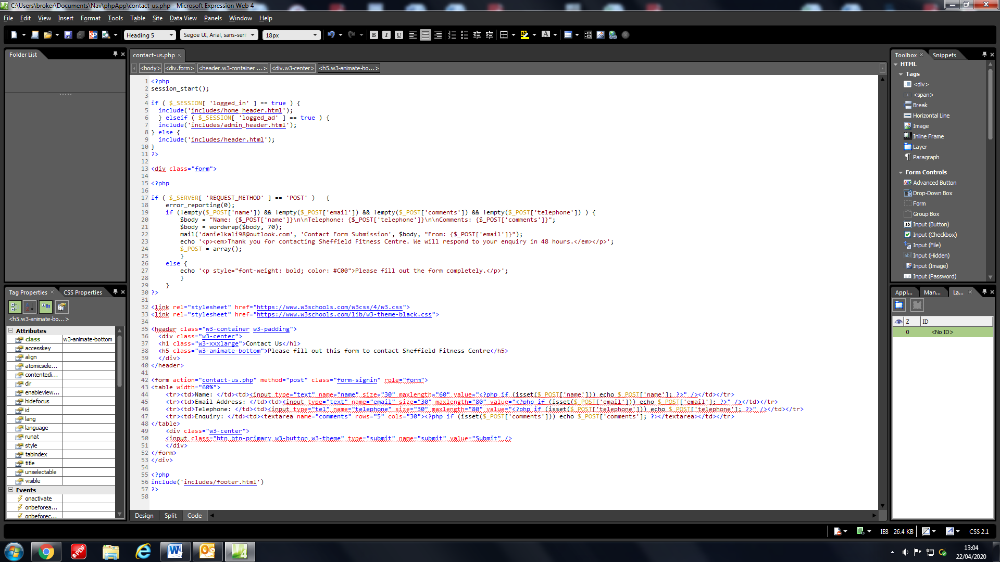 C:\Users\broker\Documents\Nav\phpApp\contact-us.php - Microsoft Expression Web 4
File Edit View Insert Format Tools Table Site Data View Panels Window Help
Heading 5 Segoe UI, Arial, sans-seri 18px B I U
Folder List
contact-us.php
<body> <div.form> <header.w3-container ...> <div.w3-center> <h5.w3-animate-bo...>
1 <?php
2 session_start();
3
4 if ( $_SESSION[ 'logged_in' ] == true ) {
5 include('includes/home_header.html');
6 } elseif ( $_SESSION[ 'logged_ad' ] == true ) {
7 include('includes/admin_header.html');
8 } else {
9 include('includes/header.html');
10 }
11 ?>
12
13 <div class="form">
14
15 <?php
16
17 if ( $_SERVER[ 'REQUEST_METHOD' ] == 'POST' ) {
18 error_reporting(0);
19 if (!empty($_POST['name']) && !empty($_POST['email']) && !empty($_POST['comments']) && !empty($_POST['telephone']) ) {
20 $body = "Name: {$_POST['name']}\n\nTelephone: {$_POST['telephone']}\n\nComments: {$_POST['comments']}";
21 $body = wordwrap($body, 70);
22 mail('danielkali98@outlook.com', 'Contact Form Submission', $body, "From: {$_POST['email']}");
23 echo '<p><em>Thank you for contacting Sheffield Fitness Centre. We will respond to your enquiry in 48 hours.</em></p>';
24 $_POST = array();
25 }
26 else {
27 echo '<p style="font-weight: bold; color: #C00">Please fill out the form completely.</p>';
28 }
29 }
30 ?>
31
32 <link rel="stylesheet" href="https://www.w3schools.com/w3css/4/w3.css">
33 <link rel="stylesheet" href="https://www.w3schools.com/lib/w3-theme-black.css">
34
35 <header class="w3-container w3-padding">
36 <div class="w3-center">
37 <h1 class="w3-xxxlarge">Contact Us</h1>
38 <h5 class="w3-animate-bottom">Please fill out this form to contact Sheffield Fitness Centre</h5>
39 </div>
40 </header>
41
42 <form action="contact-us.php" method="post" class="form-signin" role="form">
43 <table width="60%">
44 <tr><td>Name: </td><td><input type="text" name="name" size="30" maxlength="60" value="<?php if (isset($_POST['name'])) echo $_POST['name']; ?>" /></td></tr>
45 <tr><td>Email Address: </td><td><input type="text" name="email" size="30" maxlength="80" value="<?php if (isset($_POST['email'])) echo $_POST['email']; ?>" /></td></tr>
46 <tr><td>Telephone: </td><td><input type="tel" name="telephone" size="30" maxlength="80" value="<?php if (isset($_POST['telephone'])) echo $_POST['telephone']; ?>" /></td></tr>
47 <tr><td>Enquiry: </td><td><textarea name="comments" rows="5" cols="30"><?php if (isset($_POST['comments'])) echo $_POST['comments']; ?></textarea></td></tr>
48 </table>
49 <div class="w3-center">
50 <input class="btn btn-primary w3-button w3-theme" type="submit" name="submit" value="Submit" />
51 </div>
52 </form>
53 </div>
54
55 <?php
56 include('includes/footer.html')
57 ?>
58
Design Split Code
Tag Properties CSS Properties
<h5.w3-animate-bo...>
Attributes
class w3-animate-bottom
accesskey
align
atomicsele...
contentedi...
dir
enableview...
hidefocus
id
lang
language
runat
style
tabindex
title
unselectable
visible
Events
onactivate
onbeforea...
onbeforec...
Toolbox Snippets
HTML
Tags
<div>
<span>
Break
Horizontal Line
Image
Inline Frame
Layer
Paragraph
Form Controls
Advanced Button
Drop-Down Box
Form
Group Box
Input (Button)
Input (Checkbox)
Input (File)
Input (Hidden)
Input (Image)
Input (Password)
Appl... Man... La...
Z ID
0 <No ID>
IE8 26.4 KB CSS 2.1
13:04
22/04/2020